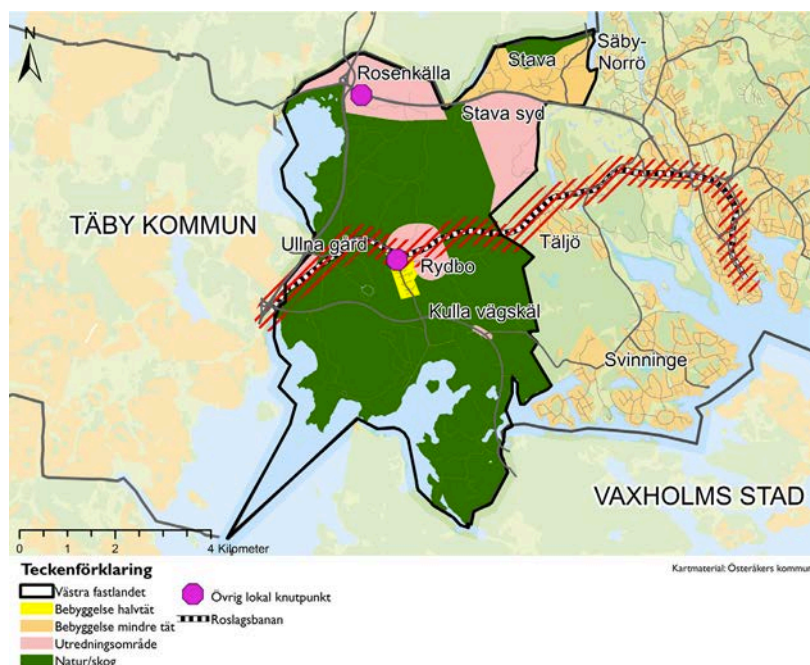 N
Rosenkälla
Stava
Säby-
Norrö
Stava syd
TÄBY KOMMUN
Ullna gård
Täljö
Rydbo
Kulla vägskäl
Svinninge
VAXHOLMS STAD
0 1 2 4 Kilometer
Teckenförklaring
Kartmaterial: Österåkers kommun
Västra fastlandet
Bebyggelse halvtät
Bebyggelse mindre tät
Utredningsområde
Natur/skog
Övrig lokal knutpunkt
Roslagsbanan